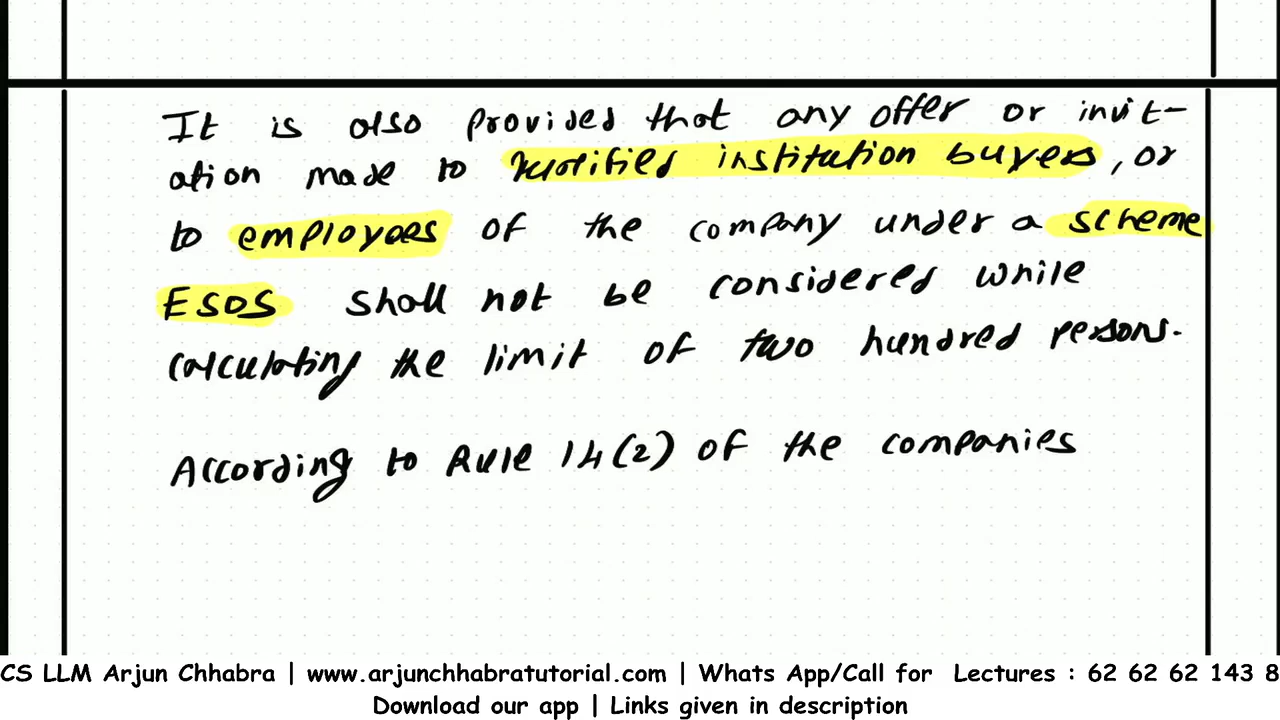 It is also provided that any offer or invit-
ation made to qualified institution buyers, or
to employees of the company under a scheme
ESOS shall not be considered while
calculating the limit of two hundred persons.
According to Rule 14(2) of the companies
CS LLM Arjun Chhabra | www.arjunchhabratutorial.com | Whats App/Call for Lectures : 62 62 62 143 8
Download our app | Links given in description